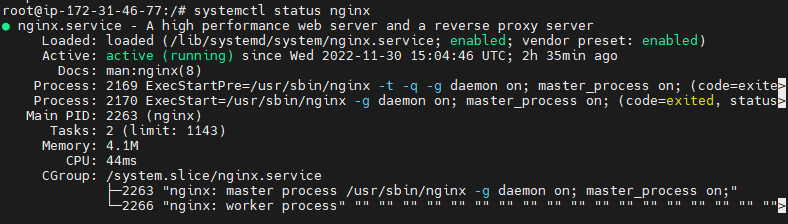 root@ip-172-31-46-77:/# systemctl status nginx
● nginx.service - A high performance web server and a reverse proxy server
Loaded: loaded (/lib/systemd/system/nginx.service; enabled; vendor preset: enabled)
Active: active (running) since Wed 2022-11-30 15:04:46 UTC; 2h 35min ago
Docs: man:nginx(8)
Process: 2169 ExecStartPre=/usr/sbin/nginx -t -q -g daemon on; master_process on; (code=exite>
Process: 2170 ExecStart=/usr/sbin/nginx -g daemon on; master_process on; (code=exited, status>
Main PID: 2263 (nginx)
Tasks: 2 (limit: 1143)
Memory: 4.1M
CPU: 44ms
CGroup: /system.slice/nginx.service
├─2263 "nginx: master process /usr/sbin/nginx -g daemon on; master_process on;"
└─2266 "nginx: worker process" "" "" "" "" "" "" "" "" "" "" "" "" "" "" "" "" "" "">